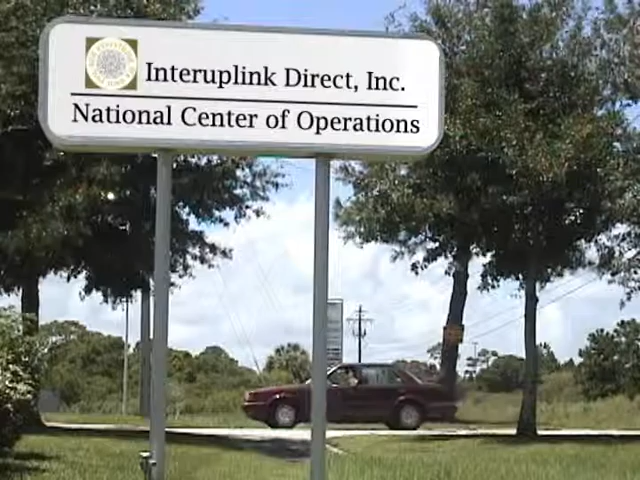 Interuplink Direct, Inc.
National Center of Operations